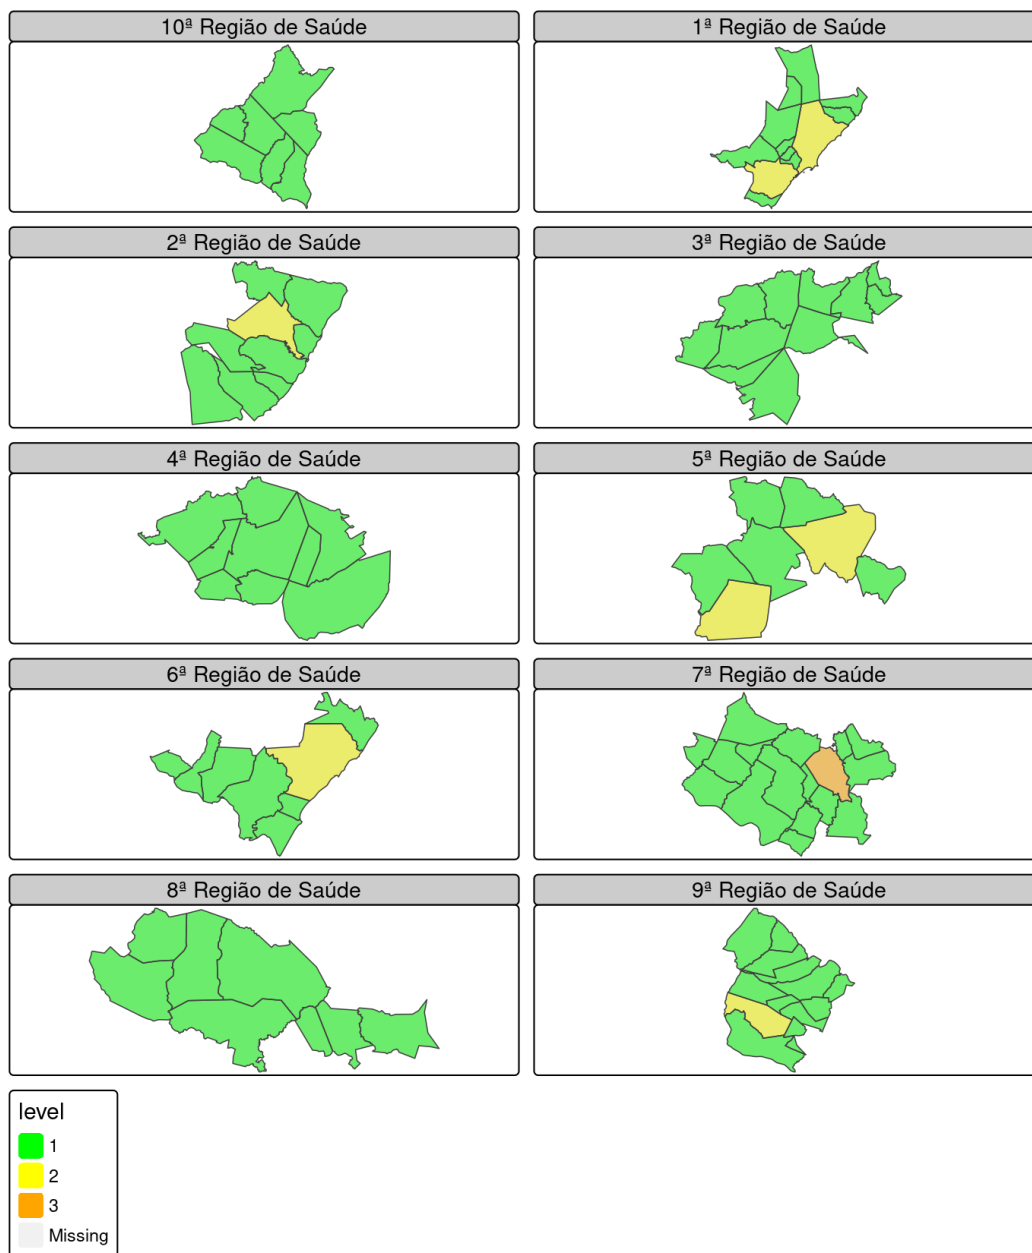 10ª Região de Saúde
1ª Região de Saúde
2ª Região de Saúde
3ª Região de Saúde
4ª Região de Saúde
5ª Região de Saúde
6ª Região de Saúde
7ª Região de Saúde
8ª Região de Saúde
9ª Região de Saúde
level
1
2
3
Missing